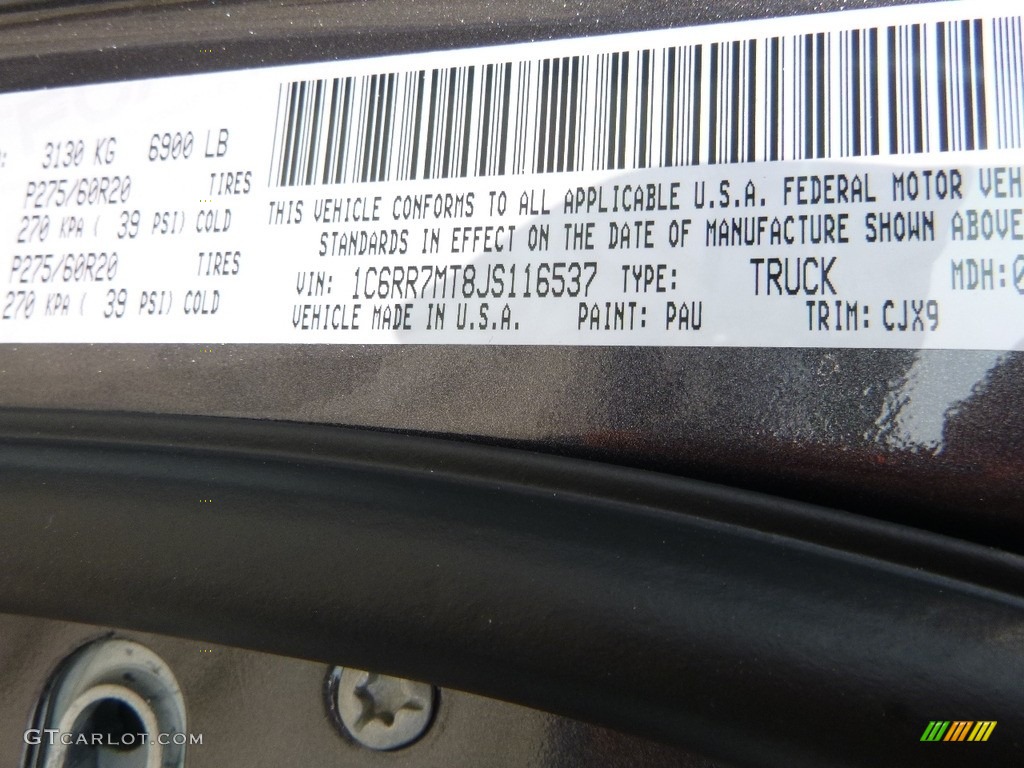 : 3130 KG 6900 LB
P275/60R20 TIRES
270 KPA ( 39 PSI) COLD
P275/60R20 TIRES
270 KPA ( 39 PSI) COLD
THIS VEHICLE CONFORMS TO ALL APPLICABLE U.S.A. FEDERAL MOTOR VEH
STANDARDS IN EFFECT ON THE DATE OF MANUFACTURE SHOWN ABOVE
VIN: 1C6RR7MT8JS116537 TYPE: TRUCK MDH:0
VEHICLE MADE IN U.S.A. PAINT: PAU TRIM: CJX9
GTCARLOT.COM